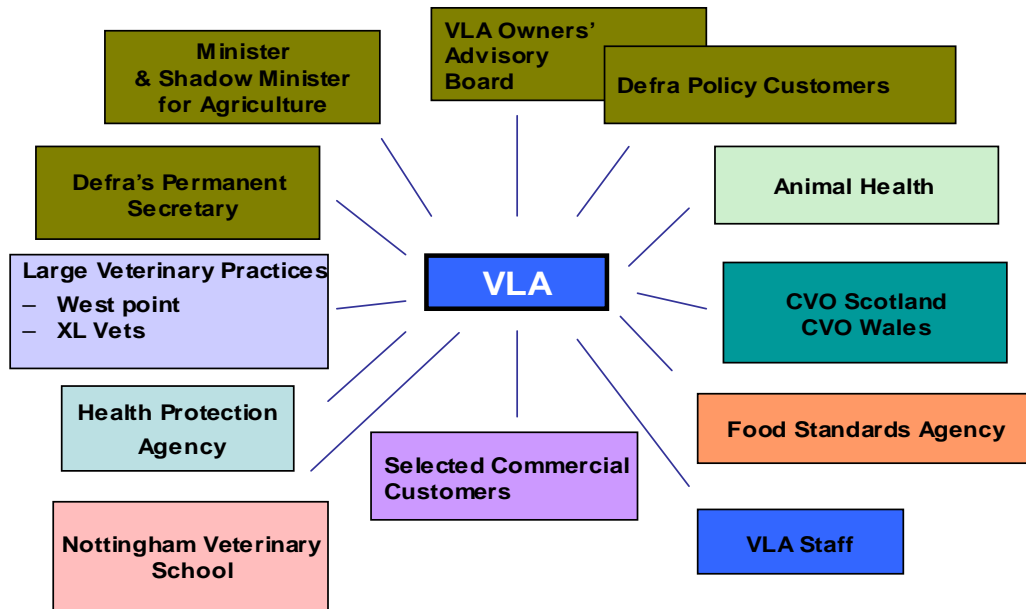 Minister
& Shadow Minister
for Agriculture
VLA Owners'
Advisory
Board
Defra Policy Customers
Defra's Permanent
Secretary
Animal Health
Large Veterinary Practices
– West point
– XL Vets
VLA
CVO Scotland
CVO Wales
Health Protection
Agency
Selected Commercial
Customers
Food Standards Agency
Nottingham Veterinary
School
VLA Staff